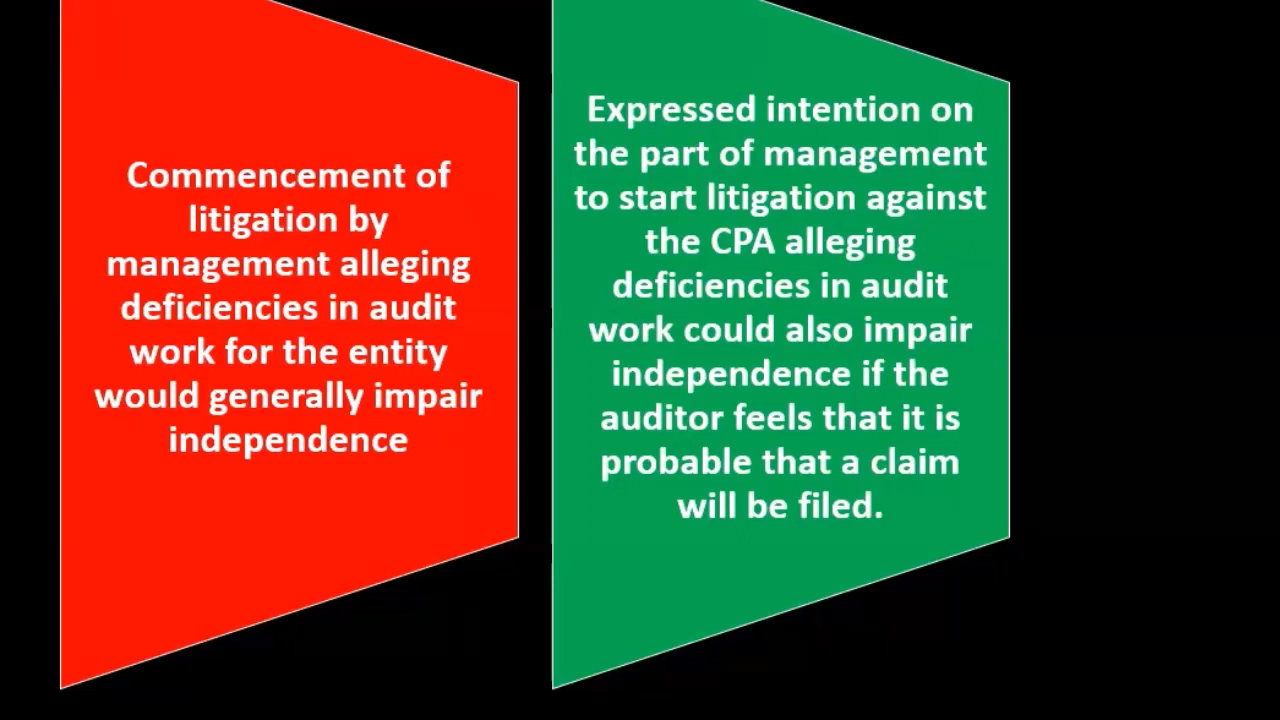 Commencement of
litigation by
management alleging
deficiencies in audit
work for the entity
would generally impair
independence
Expressed intention on
the part of management
to start litigation against
the CPA alleging
deficiencies in audit
work could also impair
independence if the
auditor feels that it is
probable that a claim
will be filed.